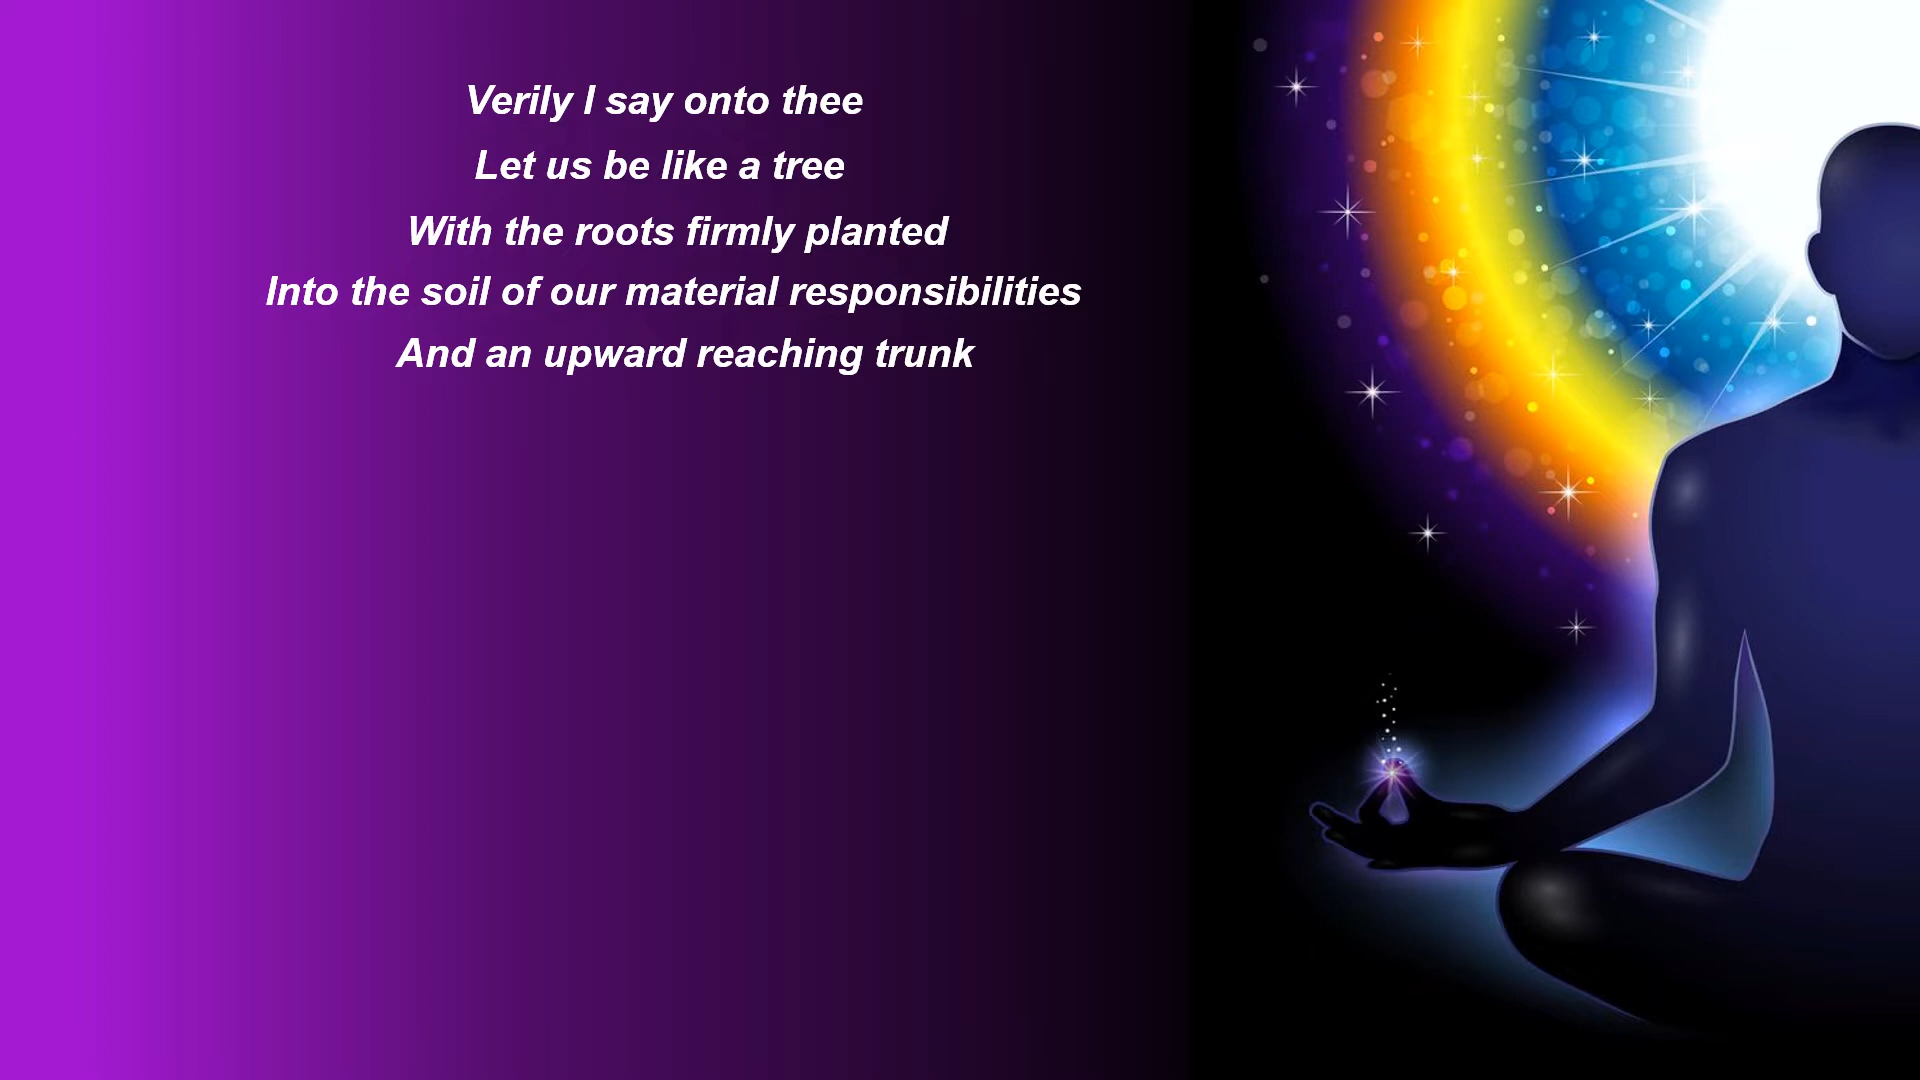 Verily I say onto thee
Let us be like a tree
With the roots firmly planted
Into the soil of our material responsibilities
And an upward reaching trunk